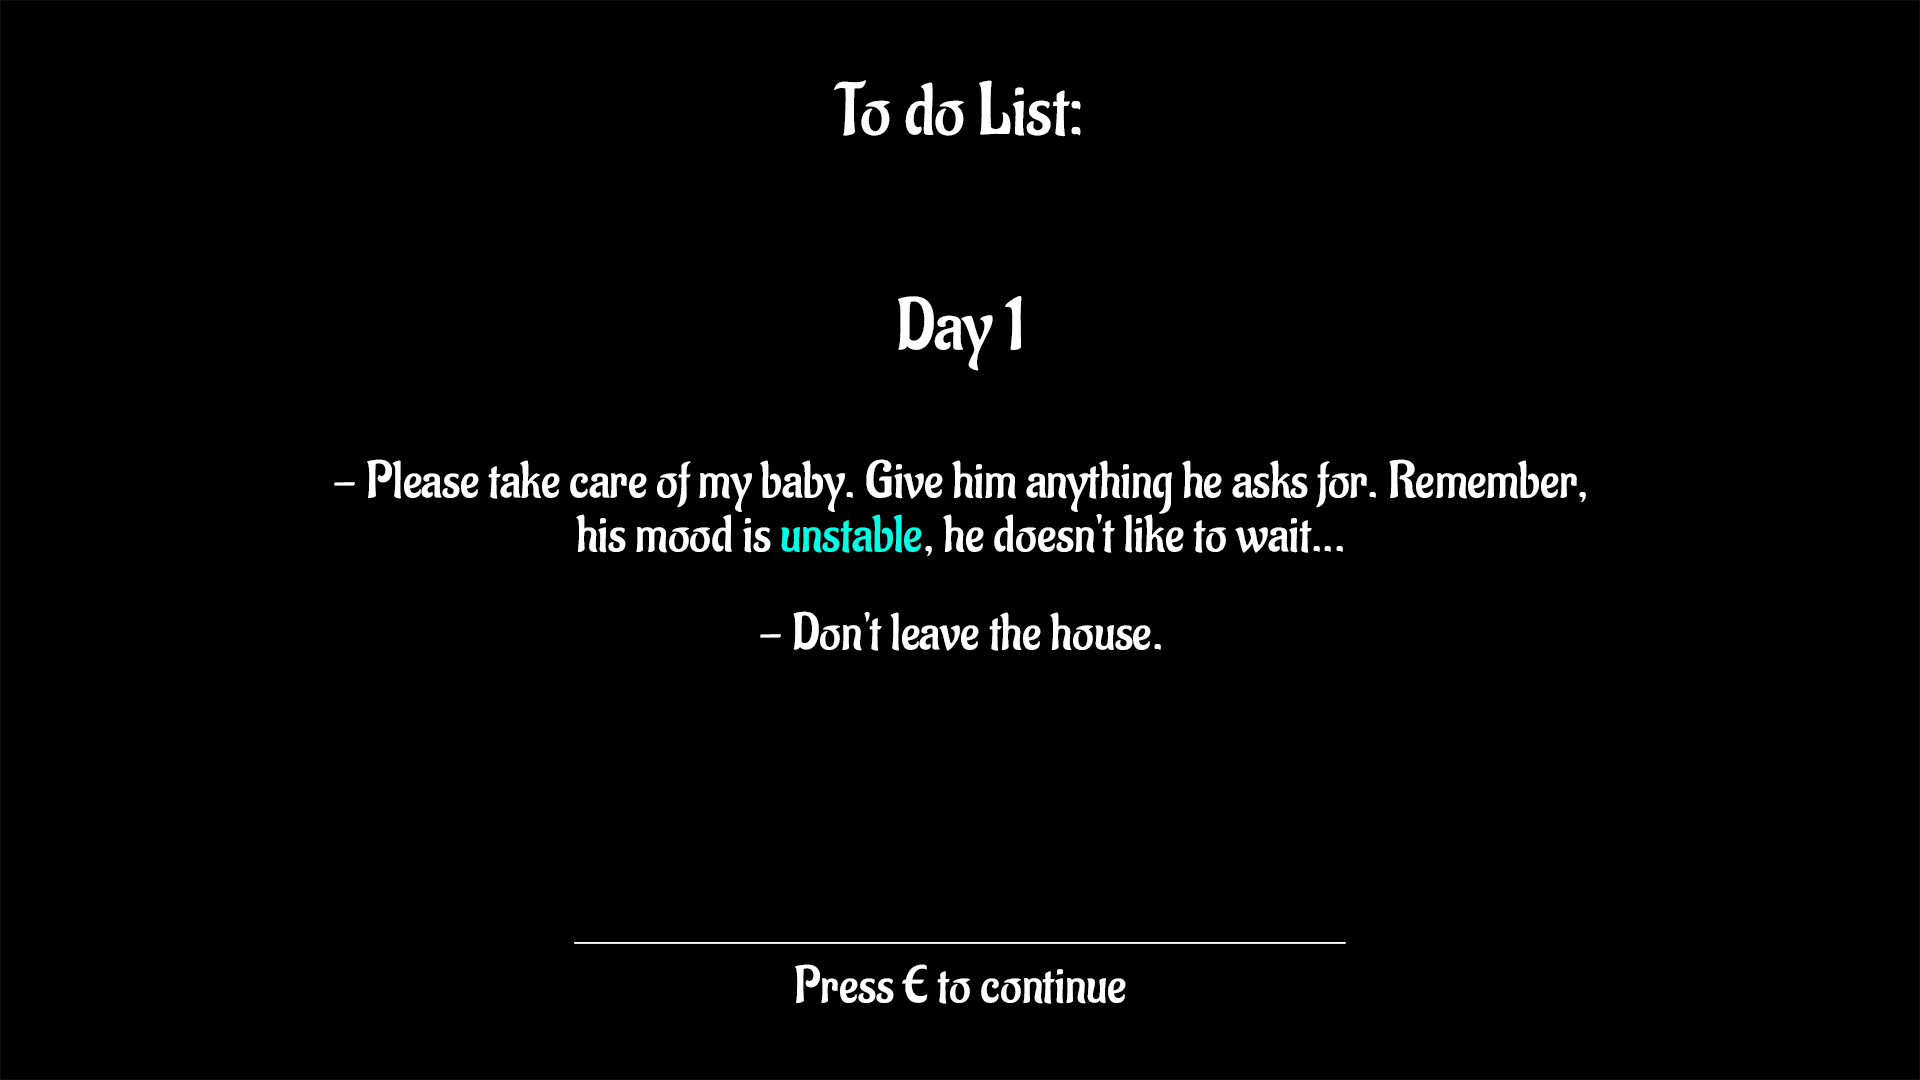 To do List:
Day 1
- Please take care of my baby. Give him anything he asks for. Remember,
his mood is unstable, he doesn't like to wait...
- Don't leave the house.
Press E to continue